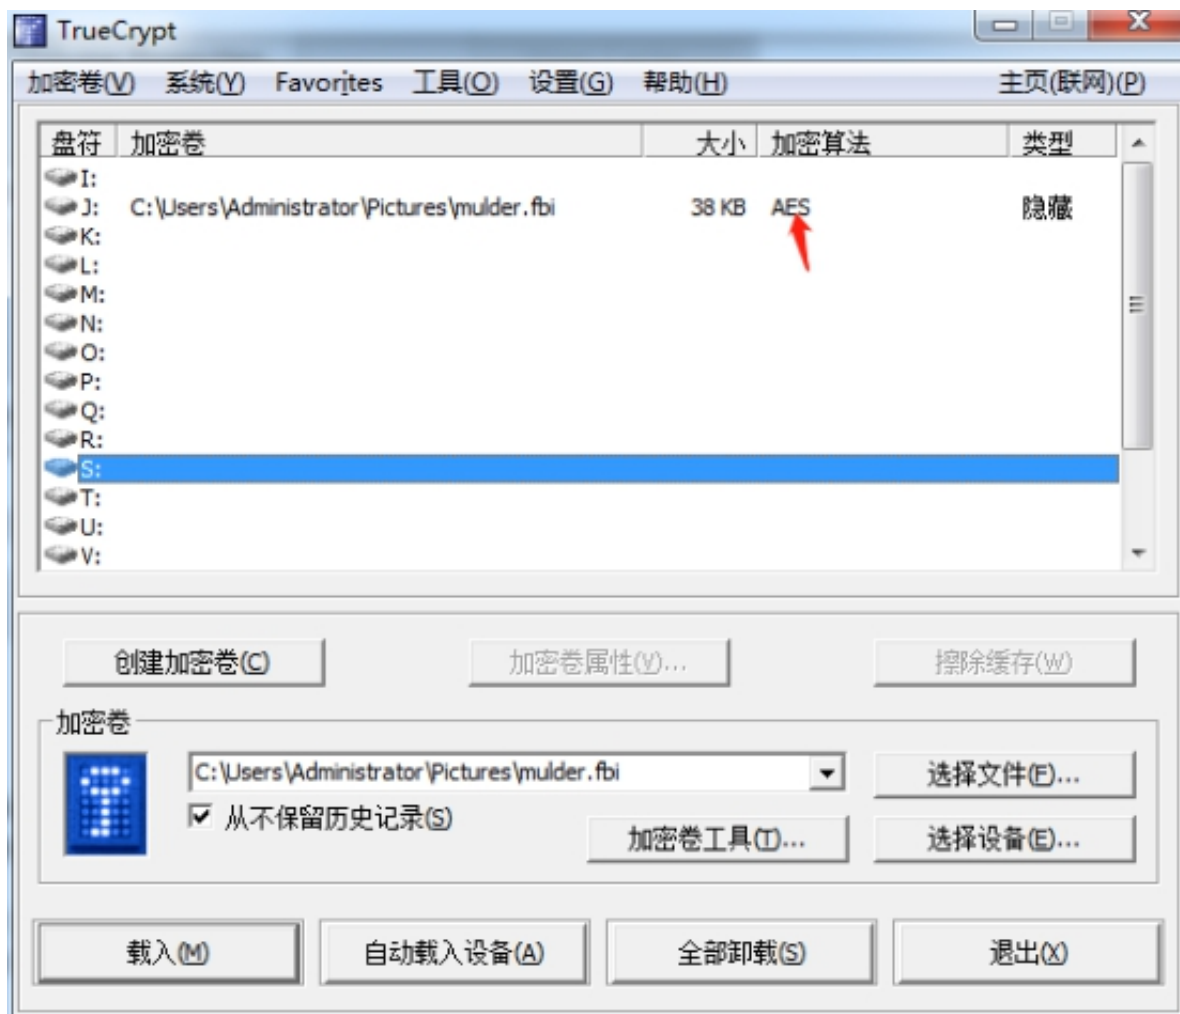 TrueCrypt
加密卷(V) 系统(Y) Favorites 工具(O) 设置(G) 帮助(H) 主页(联网)(P)
盘符 加密卷 大小 加密算法 类型
I:
J: C:\Users\Administrator\Pictures\mulder.fbi 38 KB AES 隐藏
K:
L:
M:
N:
O:
P:
Q:
R:
S:
T:
U:
V:
创建加密卷(C) 加密卷属性(V)... 擦除缓存(W)
加密卷
C:\Users\Administrator\Pictures\mulder.fbi 选择文件(F)...
从不保留历史记录(S)
加密卷工具(T)... 选择设备(E)...
载入(M) 自动载入设备(A) 全部卸载(S) 退出(X)